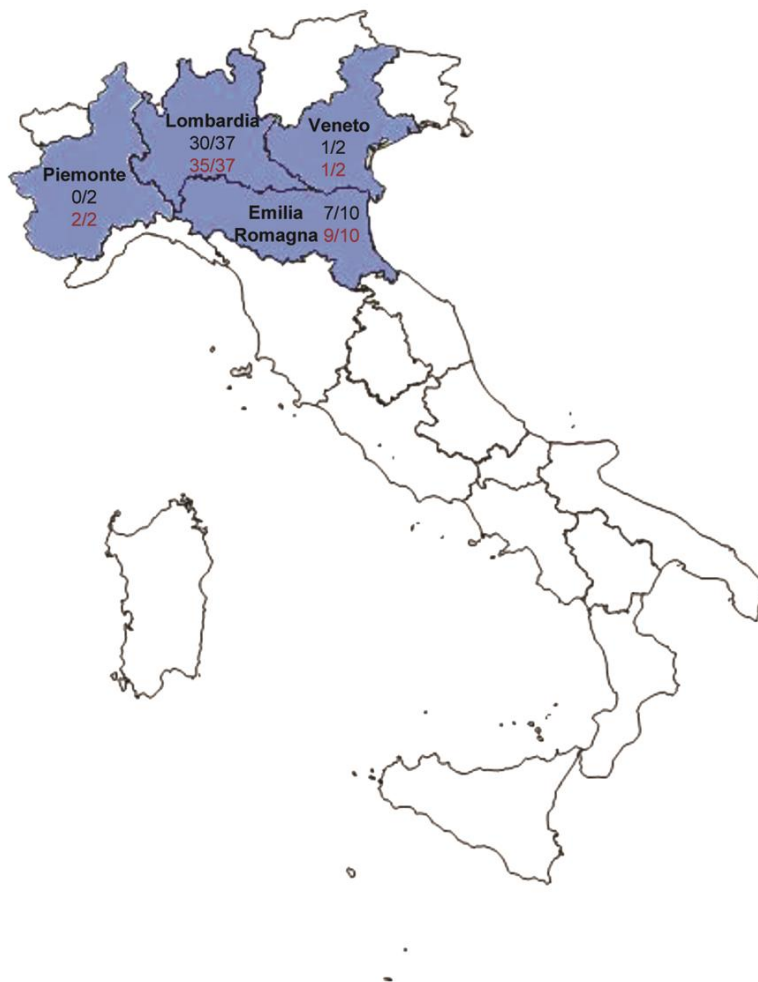 Lombardia
30/37
35/37
Veneto
1/2
1/2
Piemonte
0/2
2/2
Emilia 7/10
Romagna 9/10